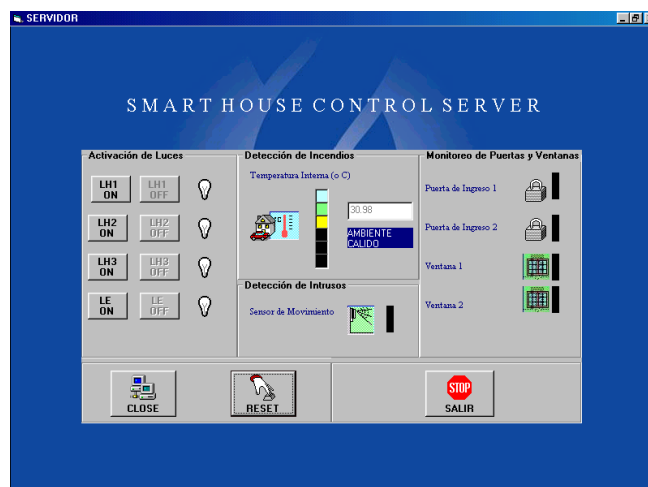 SERVIDOR
SMART HOUSE CONTROL SERVER
Activación de Luces
LH1 ON
LH1 OFF
LH2 ON
LH2 OFF
LH3 ON
LH3 OFF
LE ON
LE OFF
Detección de Incendios
Temperatura Interna (o C)
°C
30.98
AMBIENTE
CALIDO
Detección de Intrusos
Sensor de Movimiento
Monitoreo de Puertas y Ventanas
Puerta de Ingreso 1
Puerta de Ingreso 2
Ventana 1
Ventana 2
CLOSE
RESET
STOP
SALIR